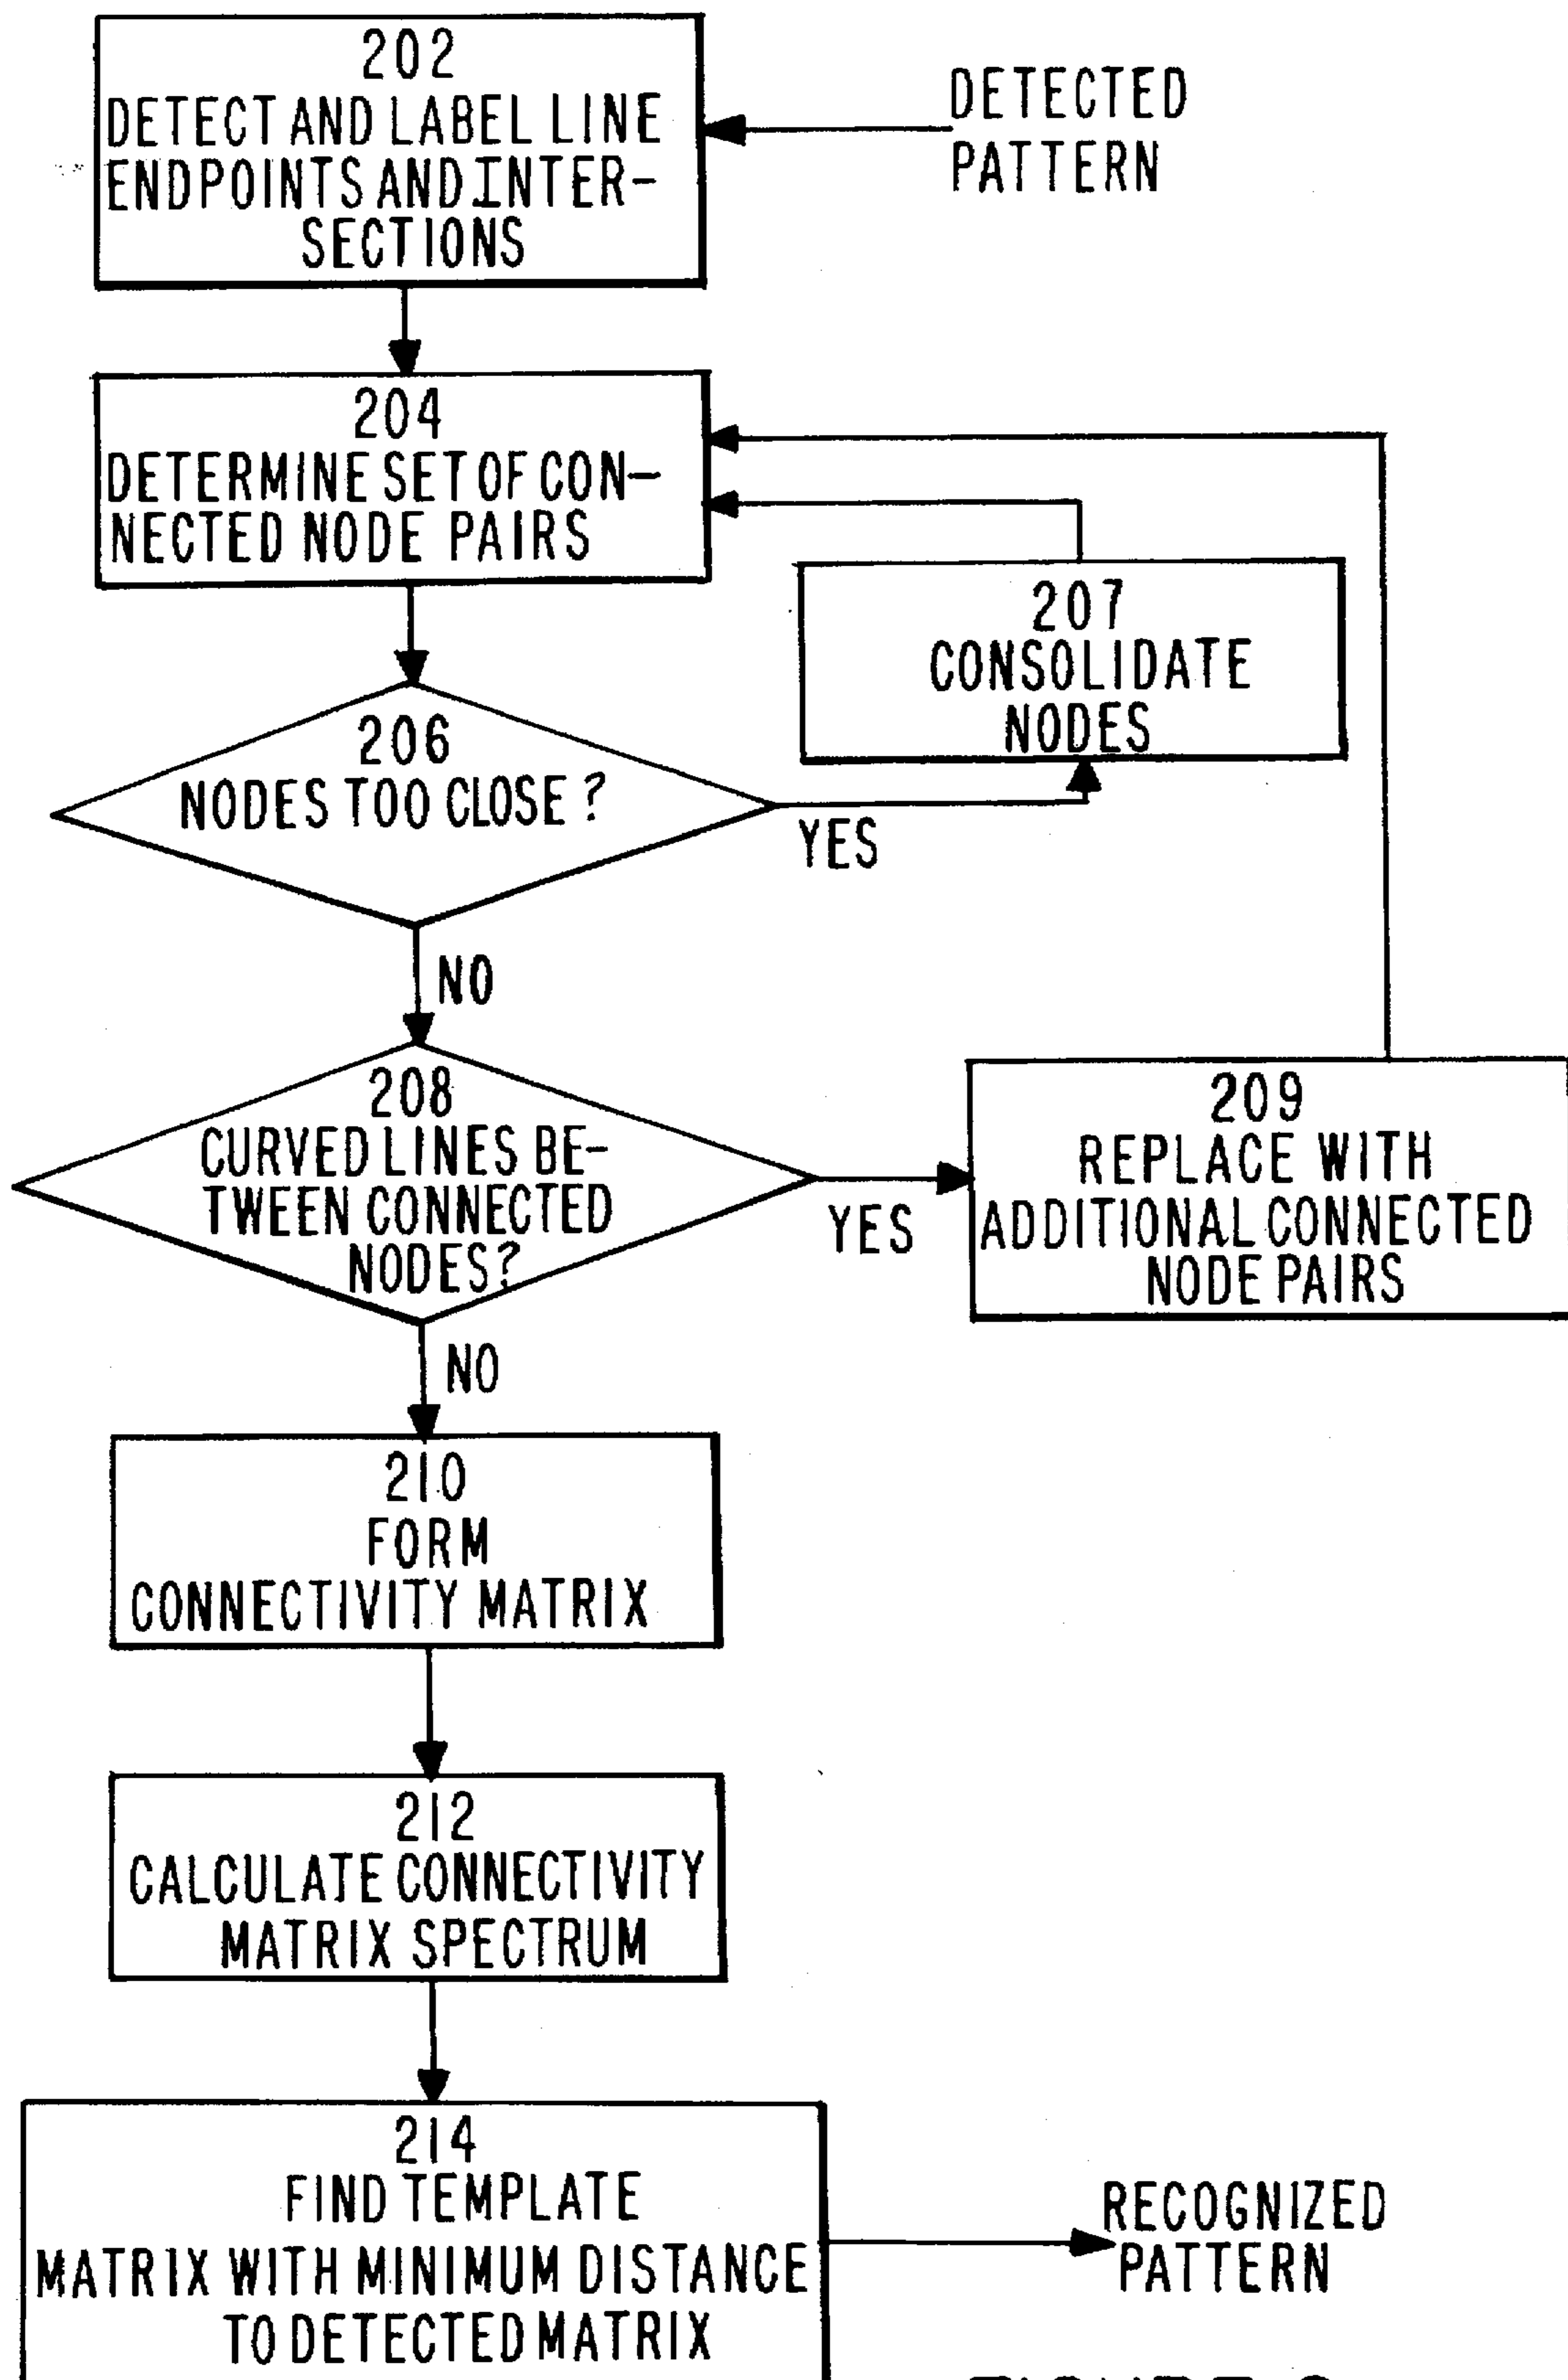 202
DETECT AND LABEL LINE
ENDPOINTS AND INTER-
SECTIONS
DETECTED
PATTERN
204
DETERMINE SET OF CON-
NECTED NODE PAIRS
207
CONSOLIDATE
NODES
206
NODES TOO CLOSE ?
YES
NO
208
CURVED LINES BE-
TWEEN CONNECTED
NODES?
YES
209
REPLACE WITH
ADDITIONAL CONNECTED
NODE PAIRS
NO
210
FORM
CONNECTIVITY MATRIX
212
CALCULATE CONNECTIVITY
MATRIX SPECTRUM
214
FIND TEMPLATE
MATRIX WITH MINIMUM DISTANCE
TO DETECTED MATRIX
RECOGNIZED
PATTERN